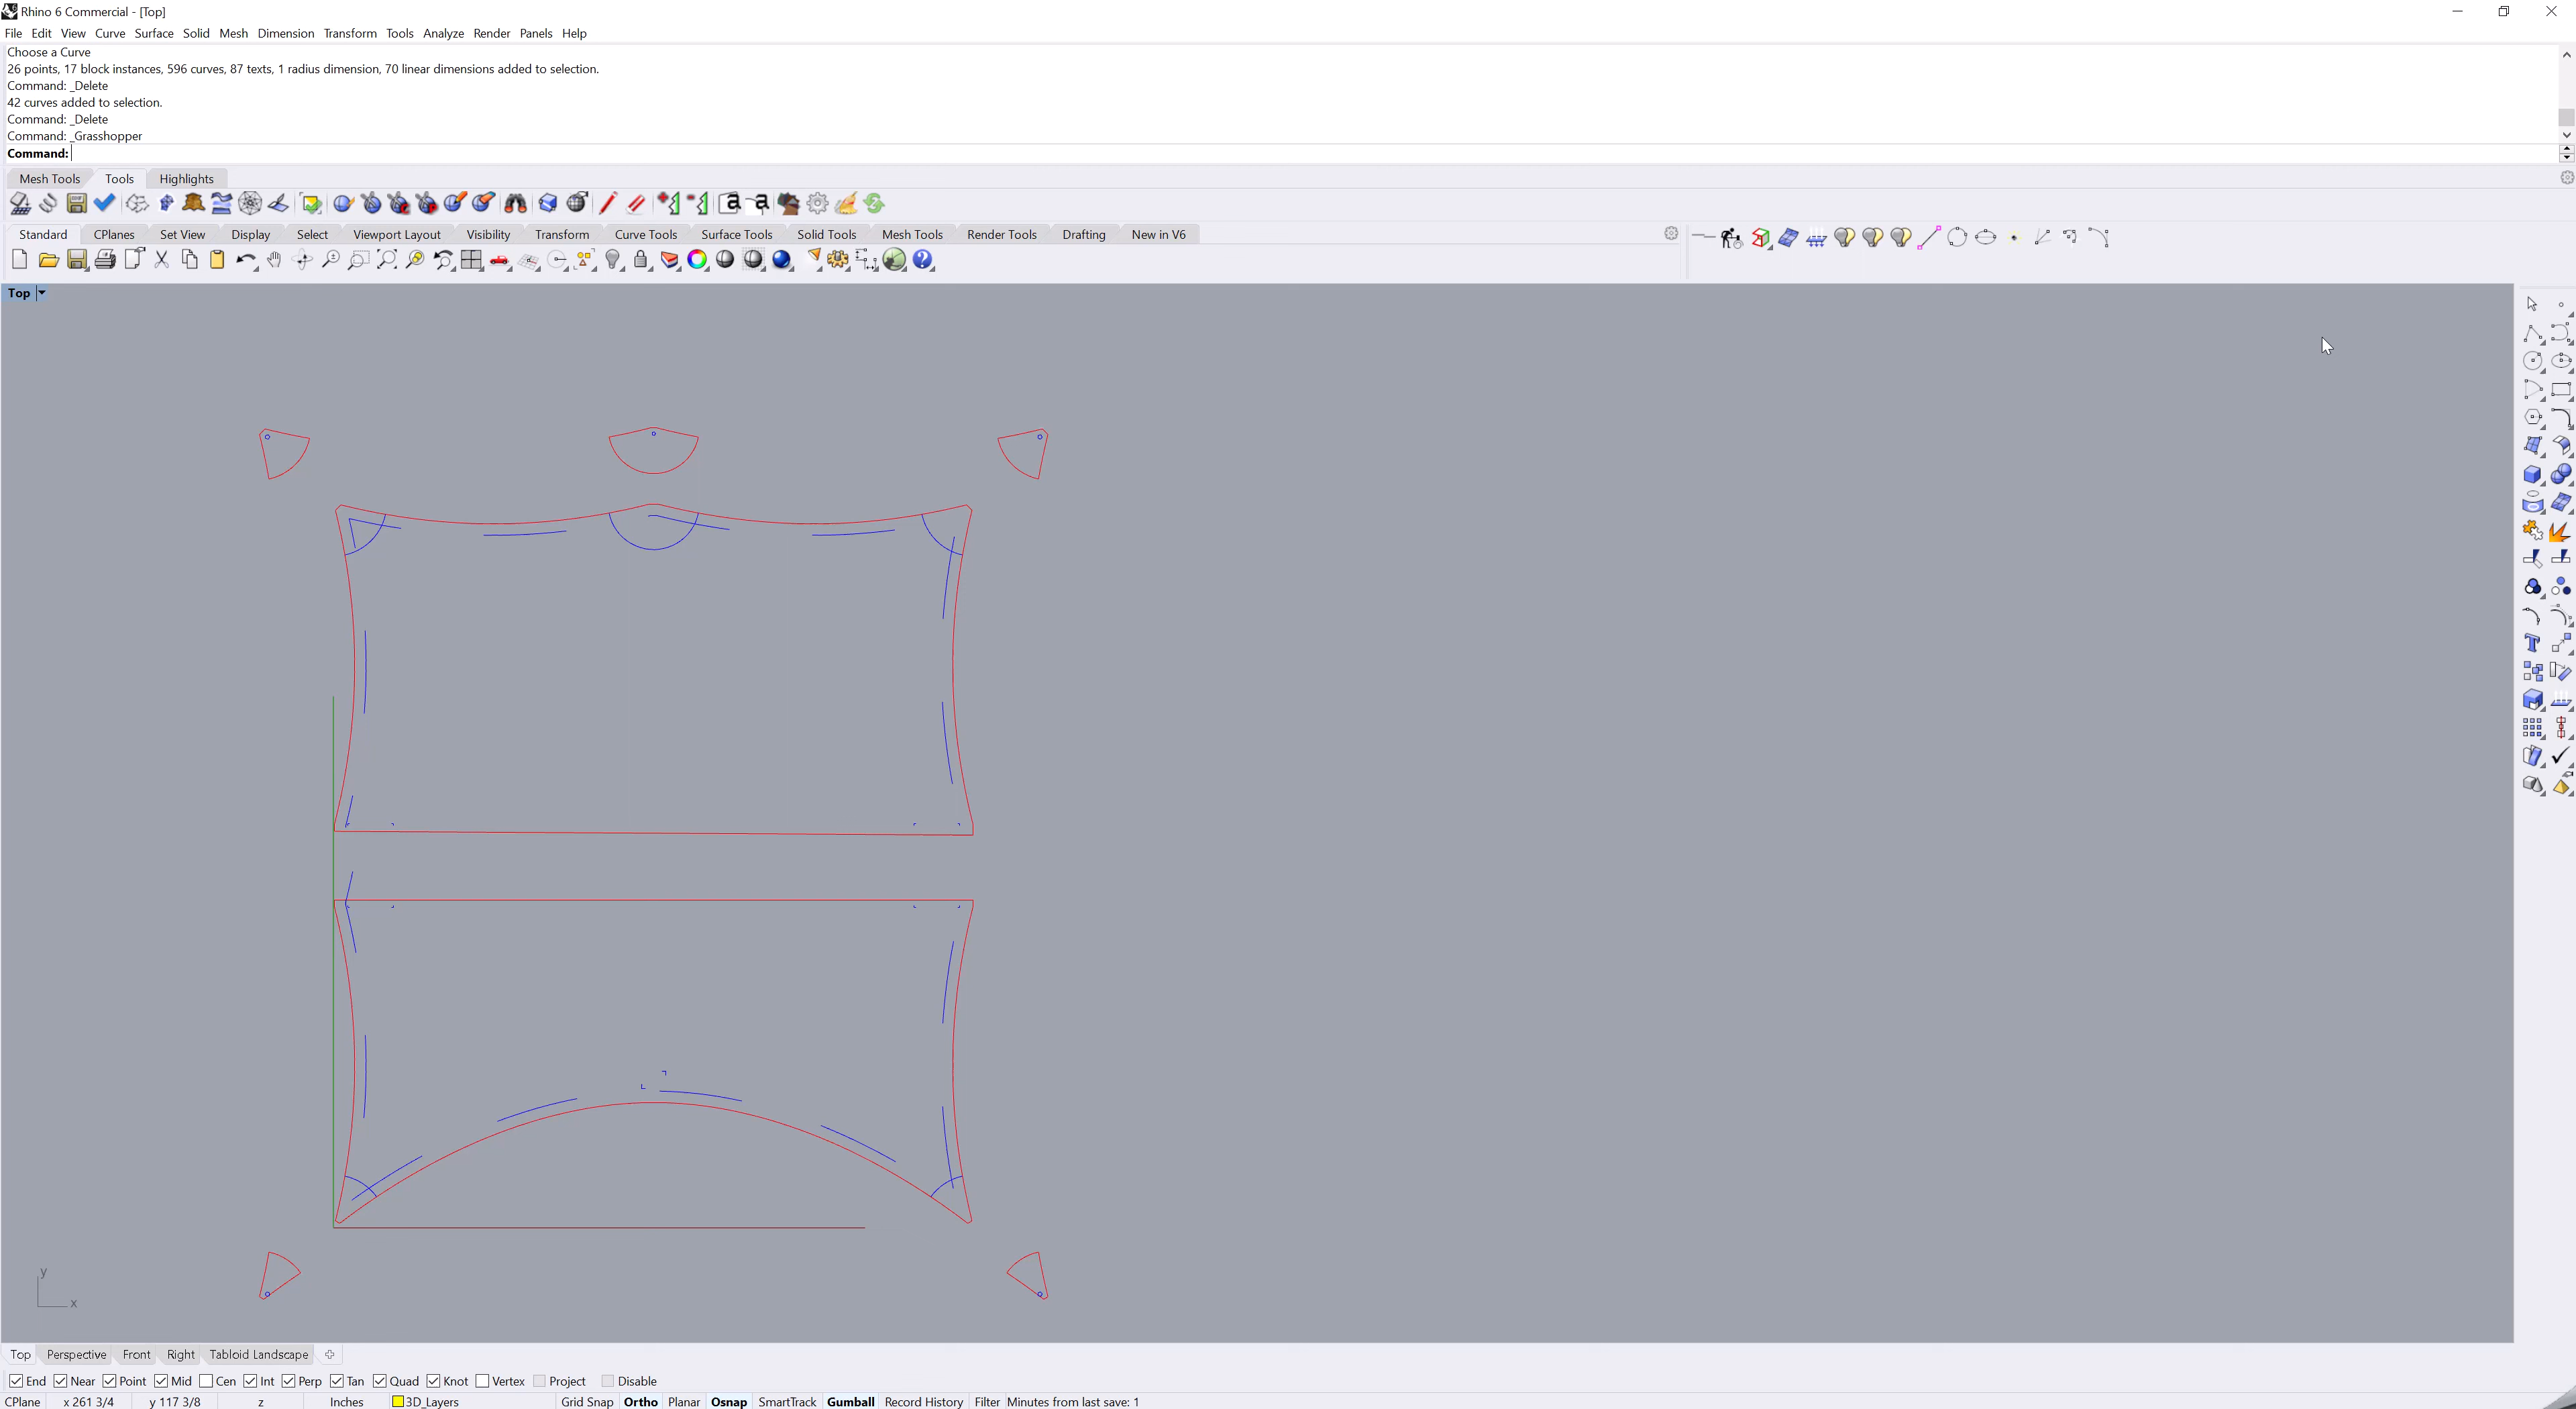 Rhino 6 Commercial - [Top]
File Edit View Curve Surface Solid Mesh Dimension Transform Tools Analyze Render Panels Help
Choose a Curve
26 points, 17 block instances, 596 curves, 87 texts, 1 radius dimension, 70 linear dimensions added to selection.
Command: _Delete
42 curves added to selection.
Command: _Delete
Command: _Grasshopper
Command:
Mesh Tools Tools Highlights
Standard CPlanes Set View Display Select Viewport Layout Visibility Transform Curve Tools Surface Tools Solid Tools Mesh Tools Render Tools Drafting New in V6
Top
y
x
Top Perspective Front Right Tabloid Landscape
End Near Point Mid Cen Int Perp Tan Quad Knot Vertex Project Disable
CPlane x 261 3/4 y 117 3/8 z Inches 3D_Layers Grid Snap Ortho Planar Osnap SmartTrack Gumball Record History Filter Minutes from last save: 1